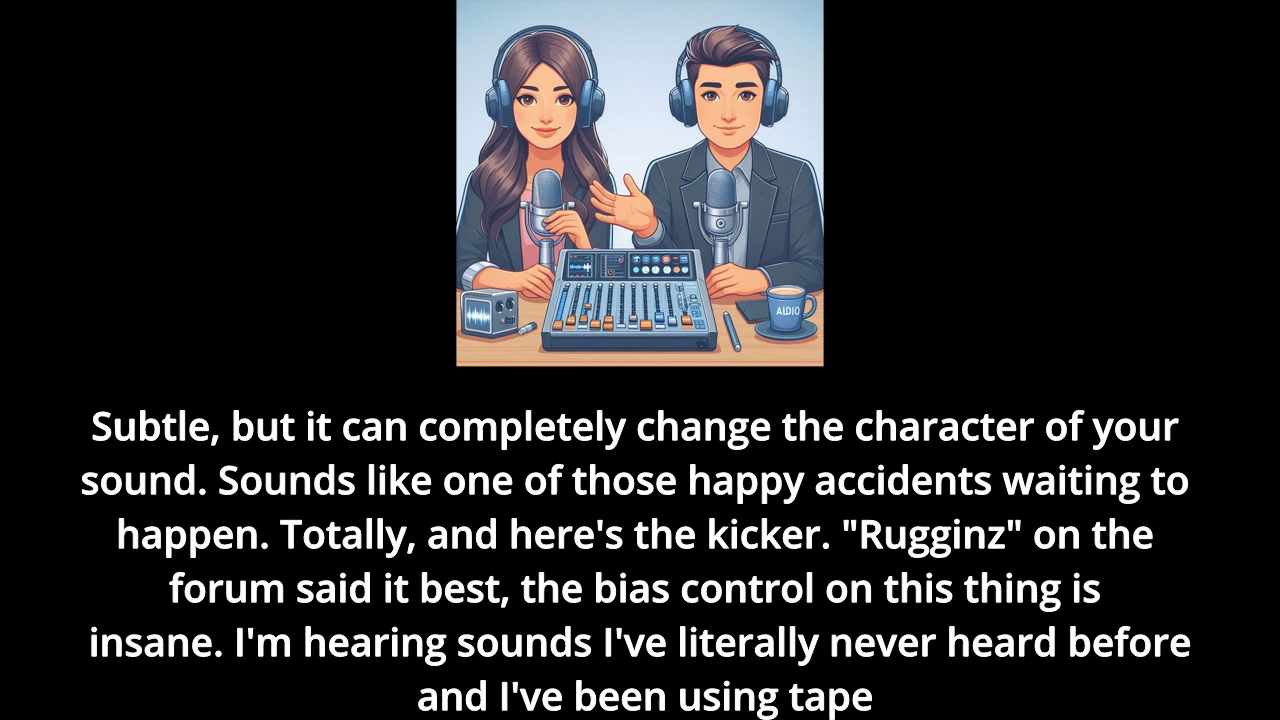 ALDIO
Subtle, but it can completely change the character of your
sound. Sounds like one of those happy accidents waiting to
happen. Totally, and here's the kicker. "Rugginz" on the
forum said it best, the bias control on this thing is
insane. I'm hearing sounds I've literally never heard before
and I've been using tape